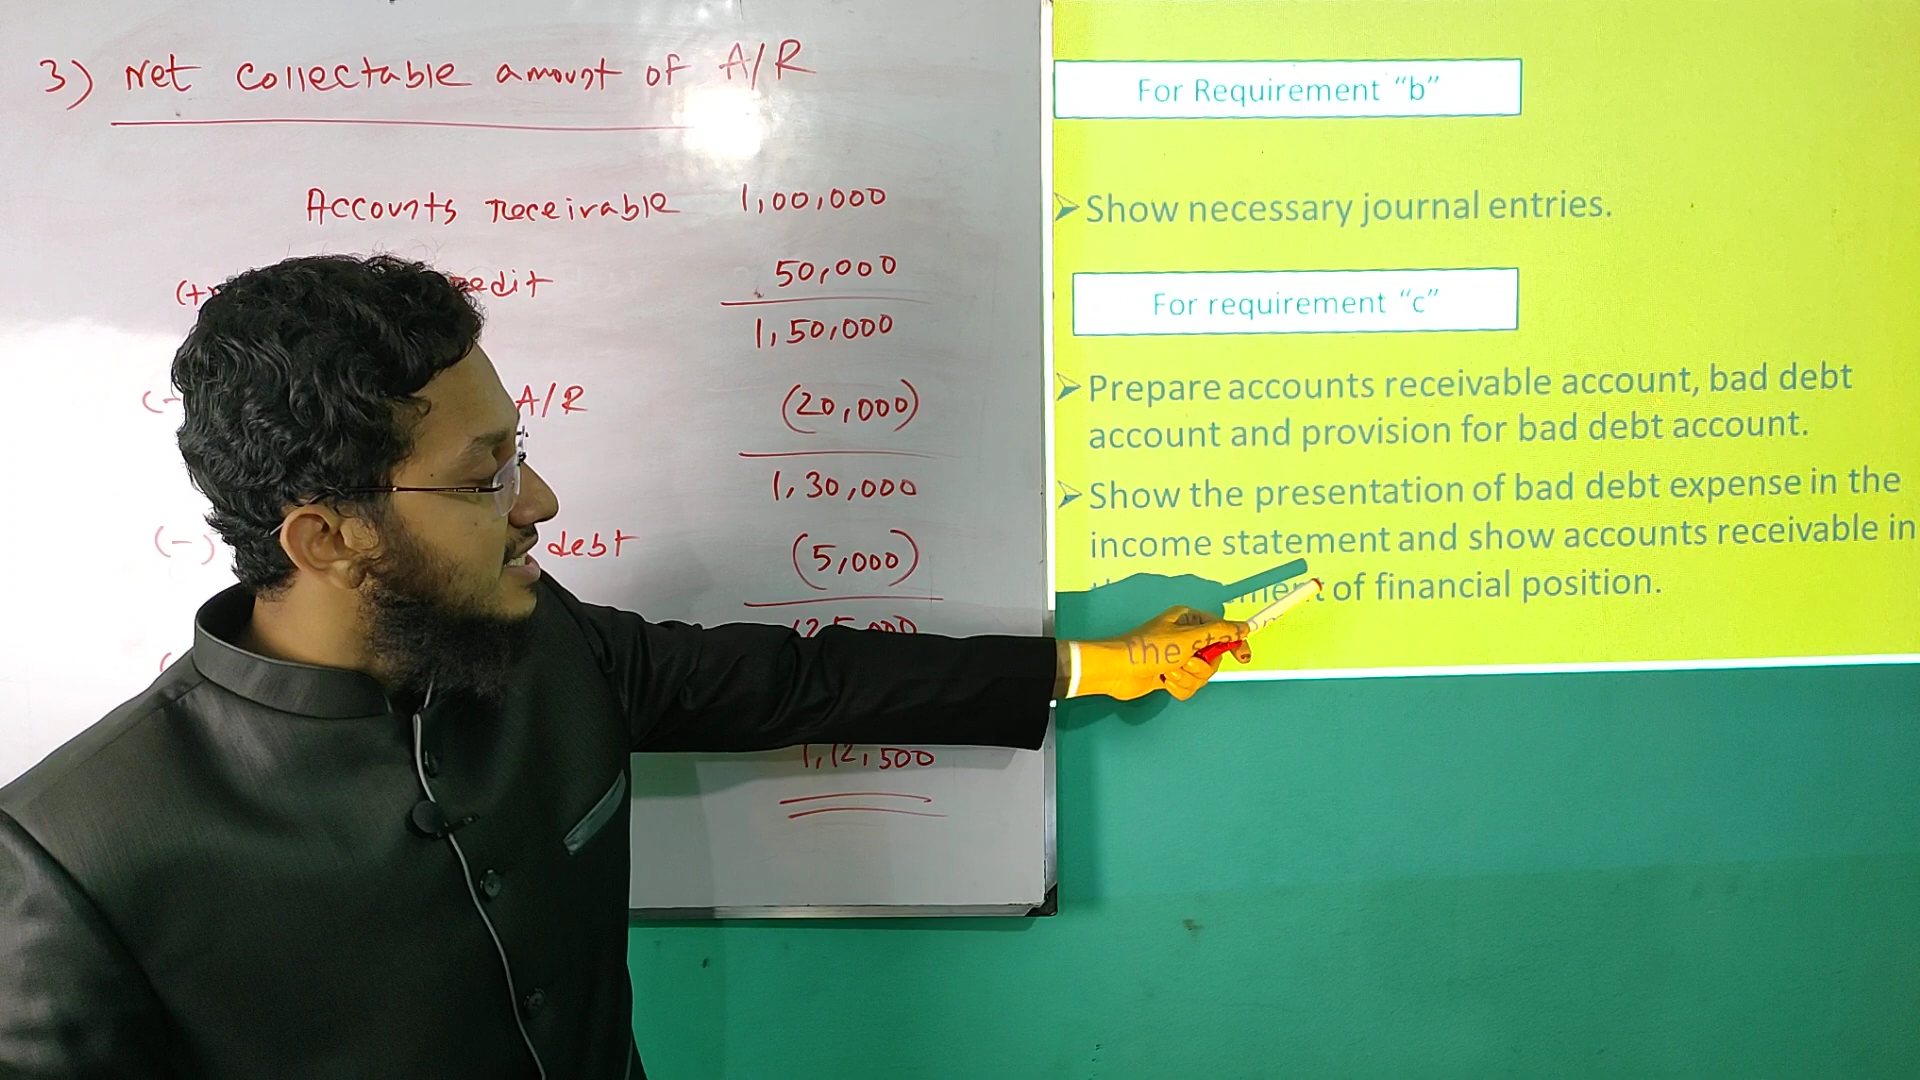 3) Net Collectable amount of A/R
Accounts receivable 1,00,000
(+) 50,000
1,50,000
(- A/R (20,000)
1,30,000
(-) debt (5,000)
1,12,500
For Requirement “b”
➤ Show necessary journal entries.
For requirement “c”
➤ Prepare accounts receivable account, bad debt
account and provision for bad debt account.
➤ Show the presentation of bad debt expense in the
income statement and show accounts receivable in
of financial position.